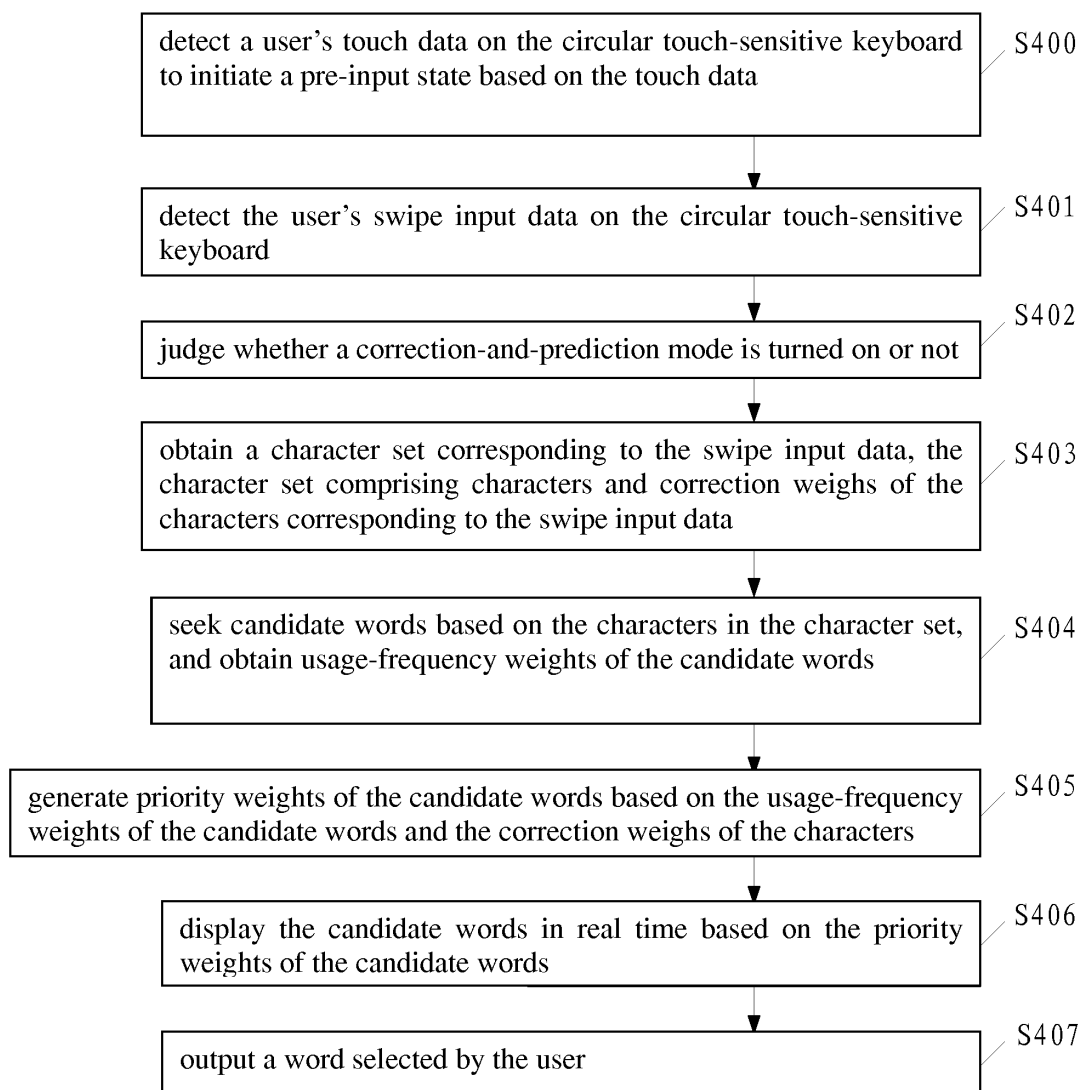 detect a user's touch data on the circular touch-sensitive keyboard
S400
to initiate a pre-input state based on the touch data
detect the user's swipe input data on the circular touch-sensitive
S401
keyboard
S402
judge whether a correction-and-prediction mode is turned on or not
obtain a character set corresponding to the swipe input data, the
S403
character set comprising characters and correction weighs of the
characters corresponding to the swipe input data
seek candidate words based on the characters in the character set,
S404
and obtain usage-frequency weights of the candidate words
generate priority weights of the candidate words based on the usage-frequency
S405
weights of the candidate words and the correction weighs of the characters
display the candidate words in real time based on the priority
S406
weights of the candidate words
S407
output a word selected by the user